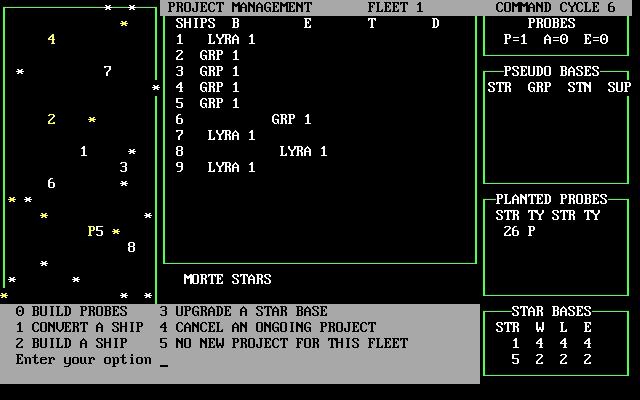 PROJECT MANAGEMENT FLEET 1 COMMAND CYCLE 6
SHIPS B E T D
1 LYRA 1
2 GRP 1
3 GRP 1
4 GRP 1
5 GRP 1
6 GRP 1
7 LYRA 1
8 LYRA 1
9 LYRA 1
MORTE STARS
* *
*
4
* 7
*
2 *
1 *
3
6 *
* *
* *
P5 *
8
*
* *
* * *
PROBES
P=1 A=0 E=0
PSEUDO BASES
STR GRP STN SUP
PLANTED PROBES
STR TY STR TY
26 P
STAR BASES
STR W L E
1 4 4 4
5 2 2 2
0 BUILD PROBES 3 UPGRADE A STAR BASE
1 CONVERT A SHIP 4 CANCEL AN ONGOING PROJECT
2 BUILD A SHIP 5 NO NEW PROJECT FOR THIS FLEET
Enter your option _